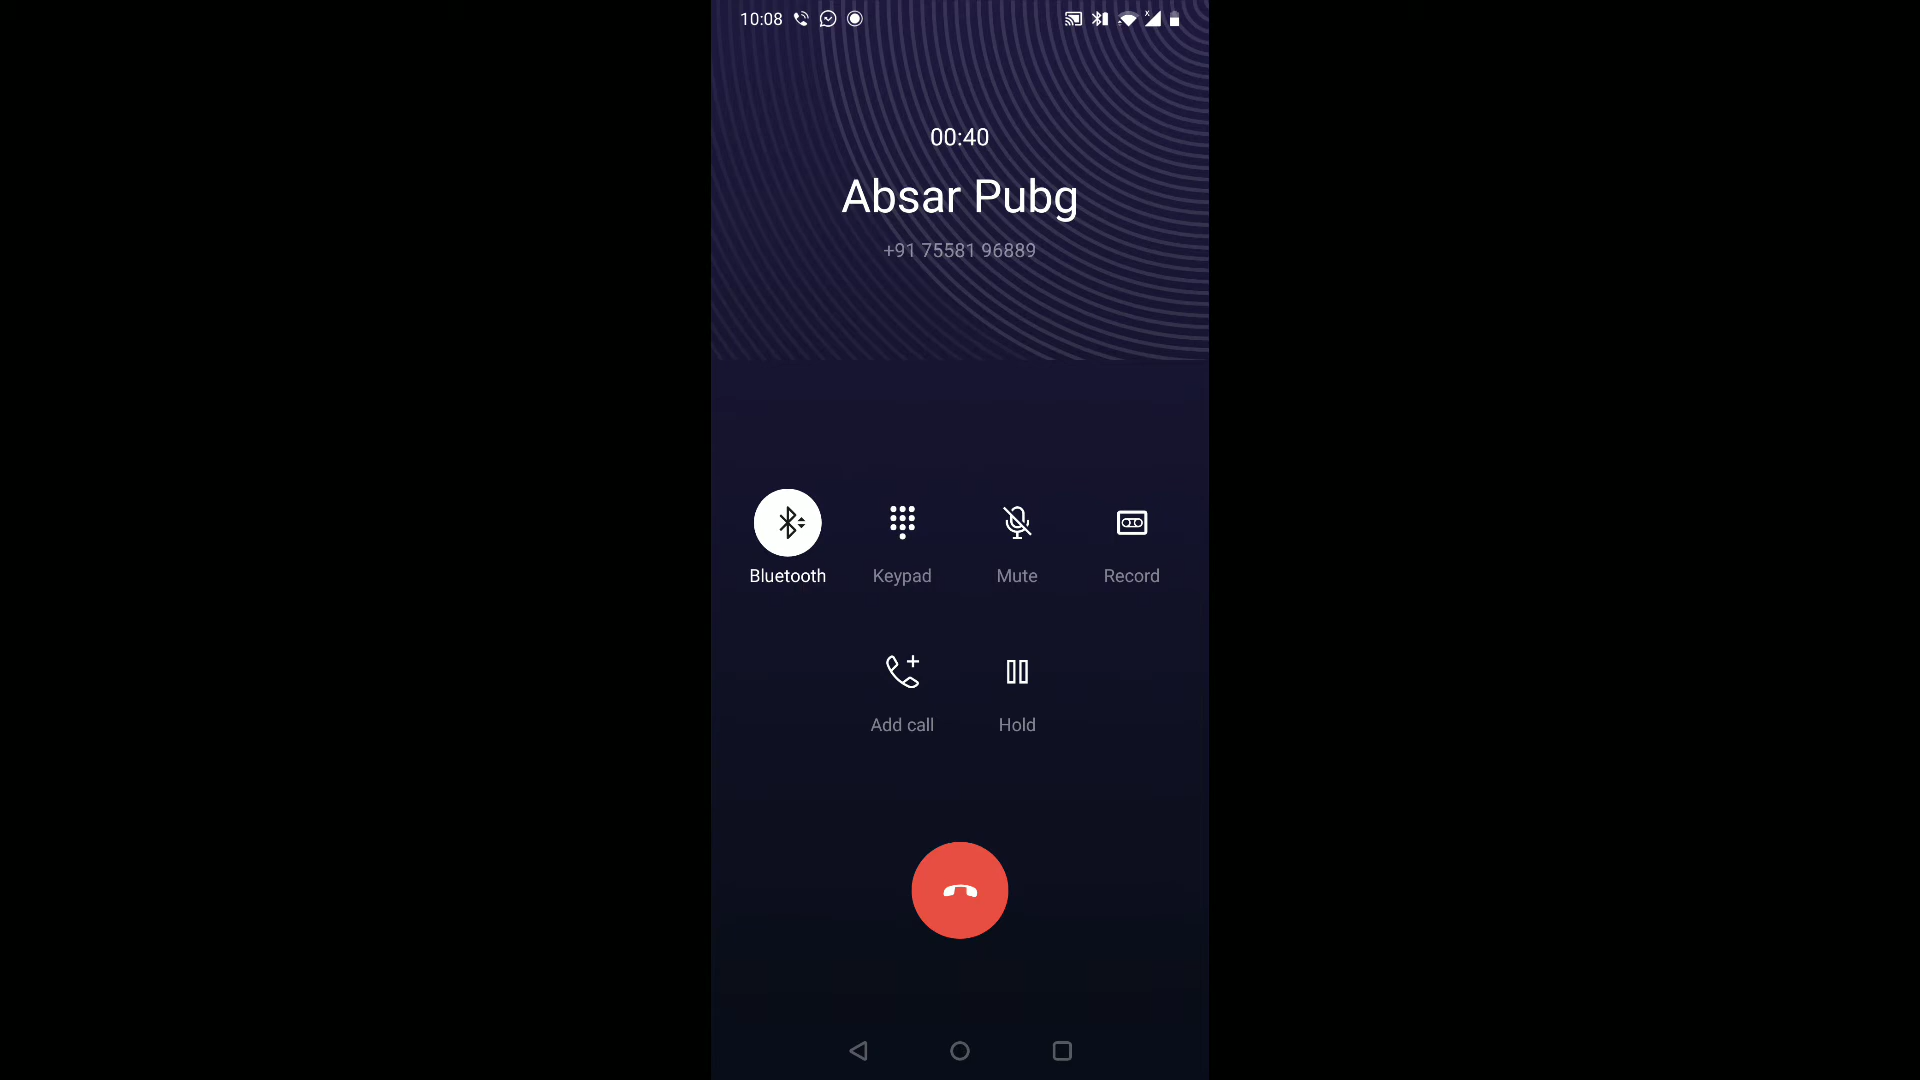 10:08
00:40
Absar Pubg
+91 75581 96889
Bluetooth
Keypad
Mute
Record
Add call
Hold